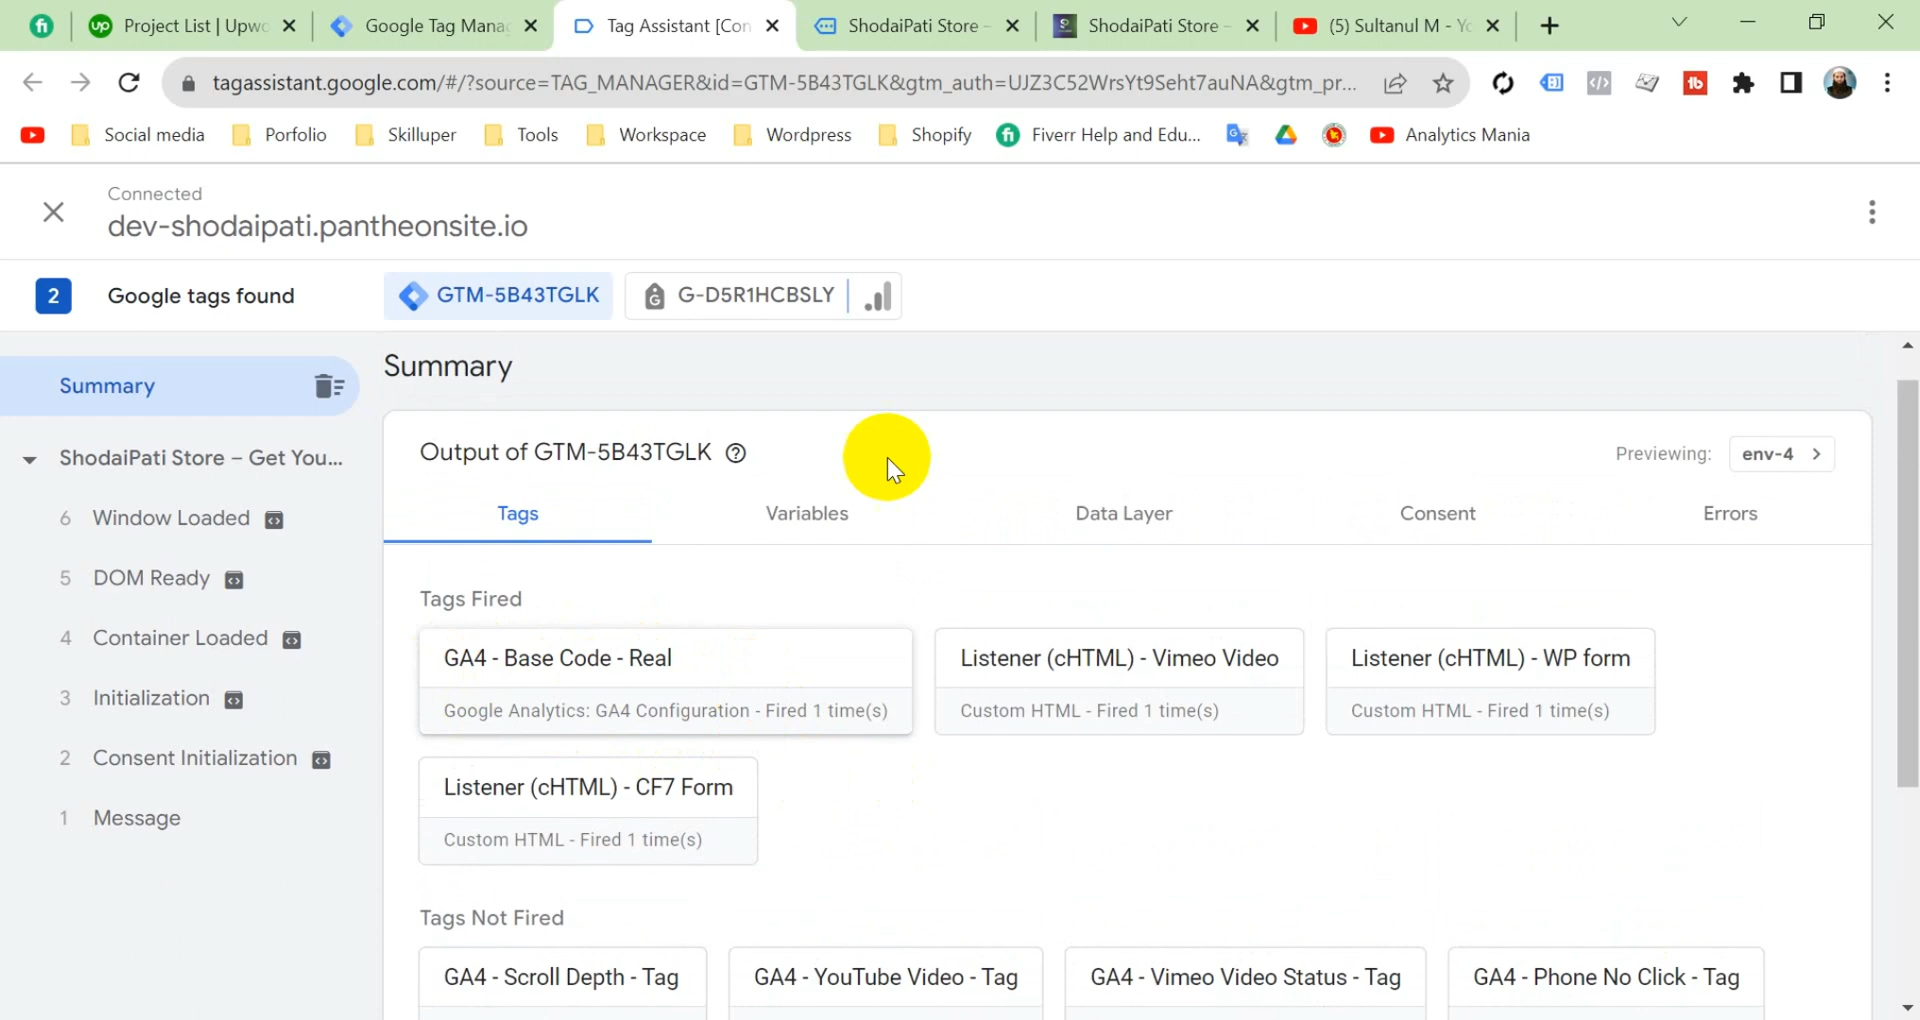 Project List | Upwo
Google Tag Manag
Tag Assistant [Con
ShodaiPati Store -
ShodaiPati Store -
(5) Sultanul M - Yo
tagassistant.google.com/#/?source=TAG_MANAGER&id=GTM-5B43TGLK&gtm_auth=UJZ3C52WrsYt9Seht7auNA&gtm_pr...
Social media
Porfolio
Skilluper
Tools
Workspace
Wordpress
Shopify
Fiverr Help and Edu...
Analytics Mania
Connected
dev-shodaipati.pantheonsite.io
2
Google tags found
GTM-5B43TGLK
G-D5R1HCBSLY
Summary
ShodaiPati Store – Get You...
6 Window Loaded
5 DOM Ready
4 Container Loaded
3 Initialization
2 Consent Initialization
1 Message
Summary
Output of GTM-5B43TGLK
Previewing: env-4
Tags
Variables
Data Layer
Consent
Errors
Tags Fired
GA4 - Base Code - Real
Google Analytics: GA4 Configuration - Fired 1 time(s)
Listener (cHTML) - Vimeo Video
Custom HTML - Fired 1 time(s)
Listener (cHTML) - WP form
Custom HTML - Fired 1 time(s)
Listener (cHTML) - CF7 Form
Custom HTML - Fired 1 time(s)
Tags Not Fired
GA4 - Scroll Depth - Tag
GA4 - YouTube Video - Tag
GA4 - Vimeo Video Status - Tag
GA4 - Phone No Click - Tag